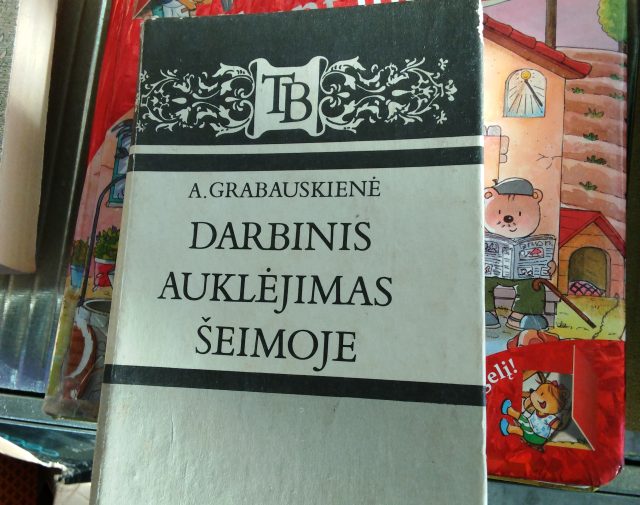 TB
A. GRABAUSKIENĖ
DARBINIS
AUKLĖJIMAS
ŠEIMOJE